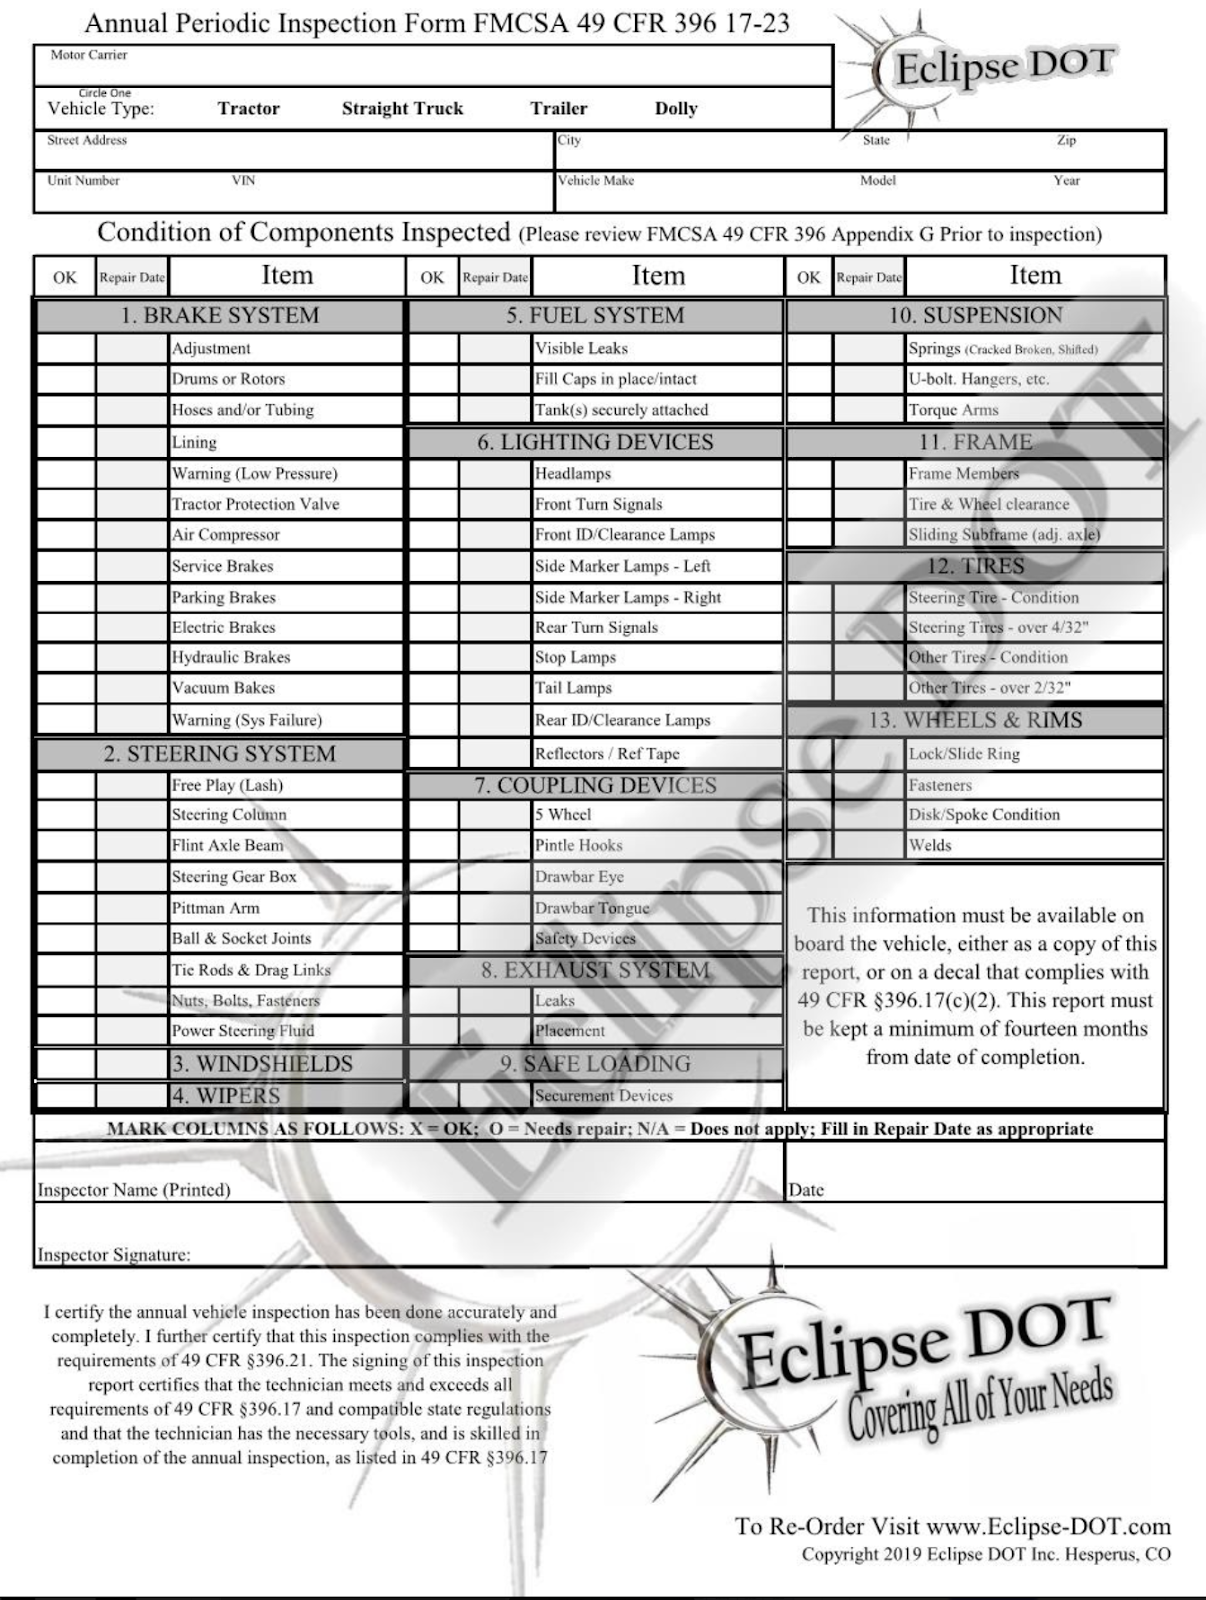 Annual Periodic Inspection Form FMCSA 49 CFR 396 17-23
Eclipse DOT
Motor Carrier
Circle One
Vehicle Type: Tractor Straight Truck Trailer Dolly
Street Address City State Zip
Unit Number VIN Vehicle Make Model Year
Condition of Components Inspected (Please review FMCSA 49 CFR 396 Appendix G Prior to inspection)
OK Repair Date Item OK Repair Date Item OK Repair Date Item
1. BRAKE SYSTEM
Adjustment
Drums or Rotors
Hoses and/or Tubing
Lining
Warning (Low Pressure)
Tractor Protection Valve
Air Compressor
Service Brakes
Parking Brakes
Electric Brakes
Hydraulic Brakes
Vacuum Bakes
Warning (Sys Failure)
2. STEERING SYSTEM
Free Play (Lash)
Steering Column
Flint Axle Beam
Steering Gear Box
Pittman Arm
Ball & Socket Joints
Tie Rods & Drag Links
Nuts, Bolts, Fasteners
Power Steering Fluid
3. WINDSHIELDS
4. WIPERS
5. FUEL SYSTEM
Visible Leaks
Fill Caps in place/intact
Tank(s) securely attached
6. LIGHTING DEVICES
Headlamps
Front Turn Signals
Front ID/Clearance Lamps
Side Marker Lamps - Left
Side Marker Lamps - Right
Rear Turn Signals
Stop Lamps
Tail Lamps
Rear ID/Clearance Lamps
Reflectors / Ref Tape
7. COUPLING DEVICES
5 Wheel
Pintle Hooks
Drawbar Eye
Drawbar Tongue
Safety Devices
8. EXHAUST SYSTEM
Leaks
Placement
9. SAFE LOADING
Securement Devices
10. SUSPENSION
Springs (Cracked Broken, Shifted)
U-bolt. Hangers, etc.
Torque Arms
11. FRAME
Frame Members
Tire & Wheel clearance
Sliding Subframe (adj. axle)
12. TIRES
Steering Tire - Condition
Steering Tires - over 4/32"
Other Tires - Condition
Other Tires - over 2/32"
13. WHEELS & RIMS
Lock/Slide Ring
Fasteners
Disk/Spoke Condition
Welds
This information must be available on
board the vehicle, either as a copy of this
report, or on a decal that complies with
49 CFR §396.17(c)(2). This report must
be kept a minimum of fourteen months
from date of completion.
Eclipse DOT
MARK COLUMNS AS FOLLOWS: X = OK; O = Needs repair; N/A = Does not apply; Fill in Repair Date as appropriate
Inspector Name (Printed) Date
Inspector Signature:
I certify the annual vehicle inspection has been done accurately and
completely. I further certify that this inspection complies with the
requirements of 49 CFR §396.21. The signing of this inspection
report certifies that the technician meets and exceeds all
requirements of 49 CFR §396.17 and compatible state regulations
and that the technician has the necessary tools, and is skilled in
completion of the annual inspection, as listed in 49 CFR §396.17
Eclipse DOT
Covering All of Your Needs
To Re-Order Visit www.Eclipse-DOT.com
Copyright 2019 Eclipse DOT Inc. Hesperus, CO